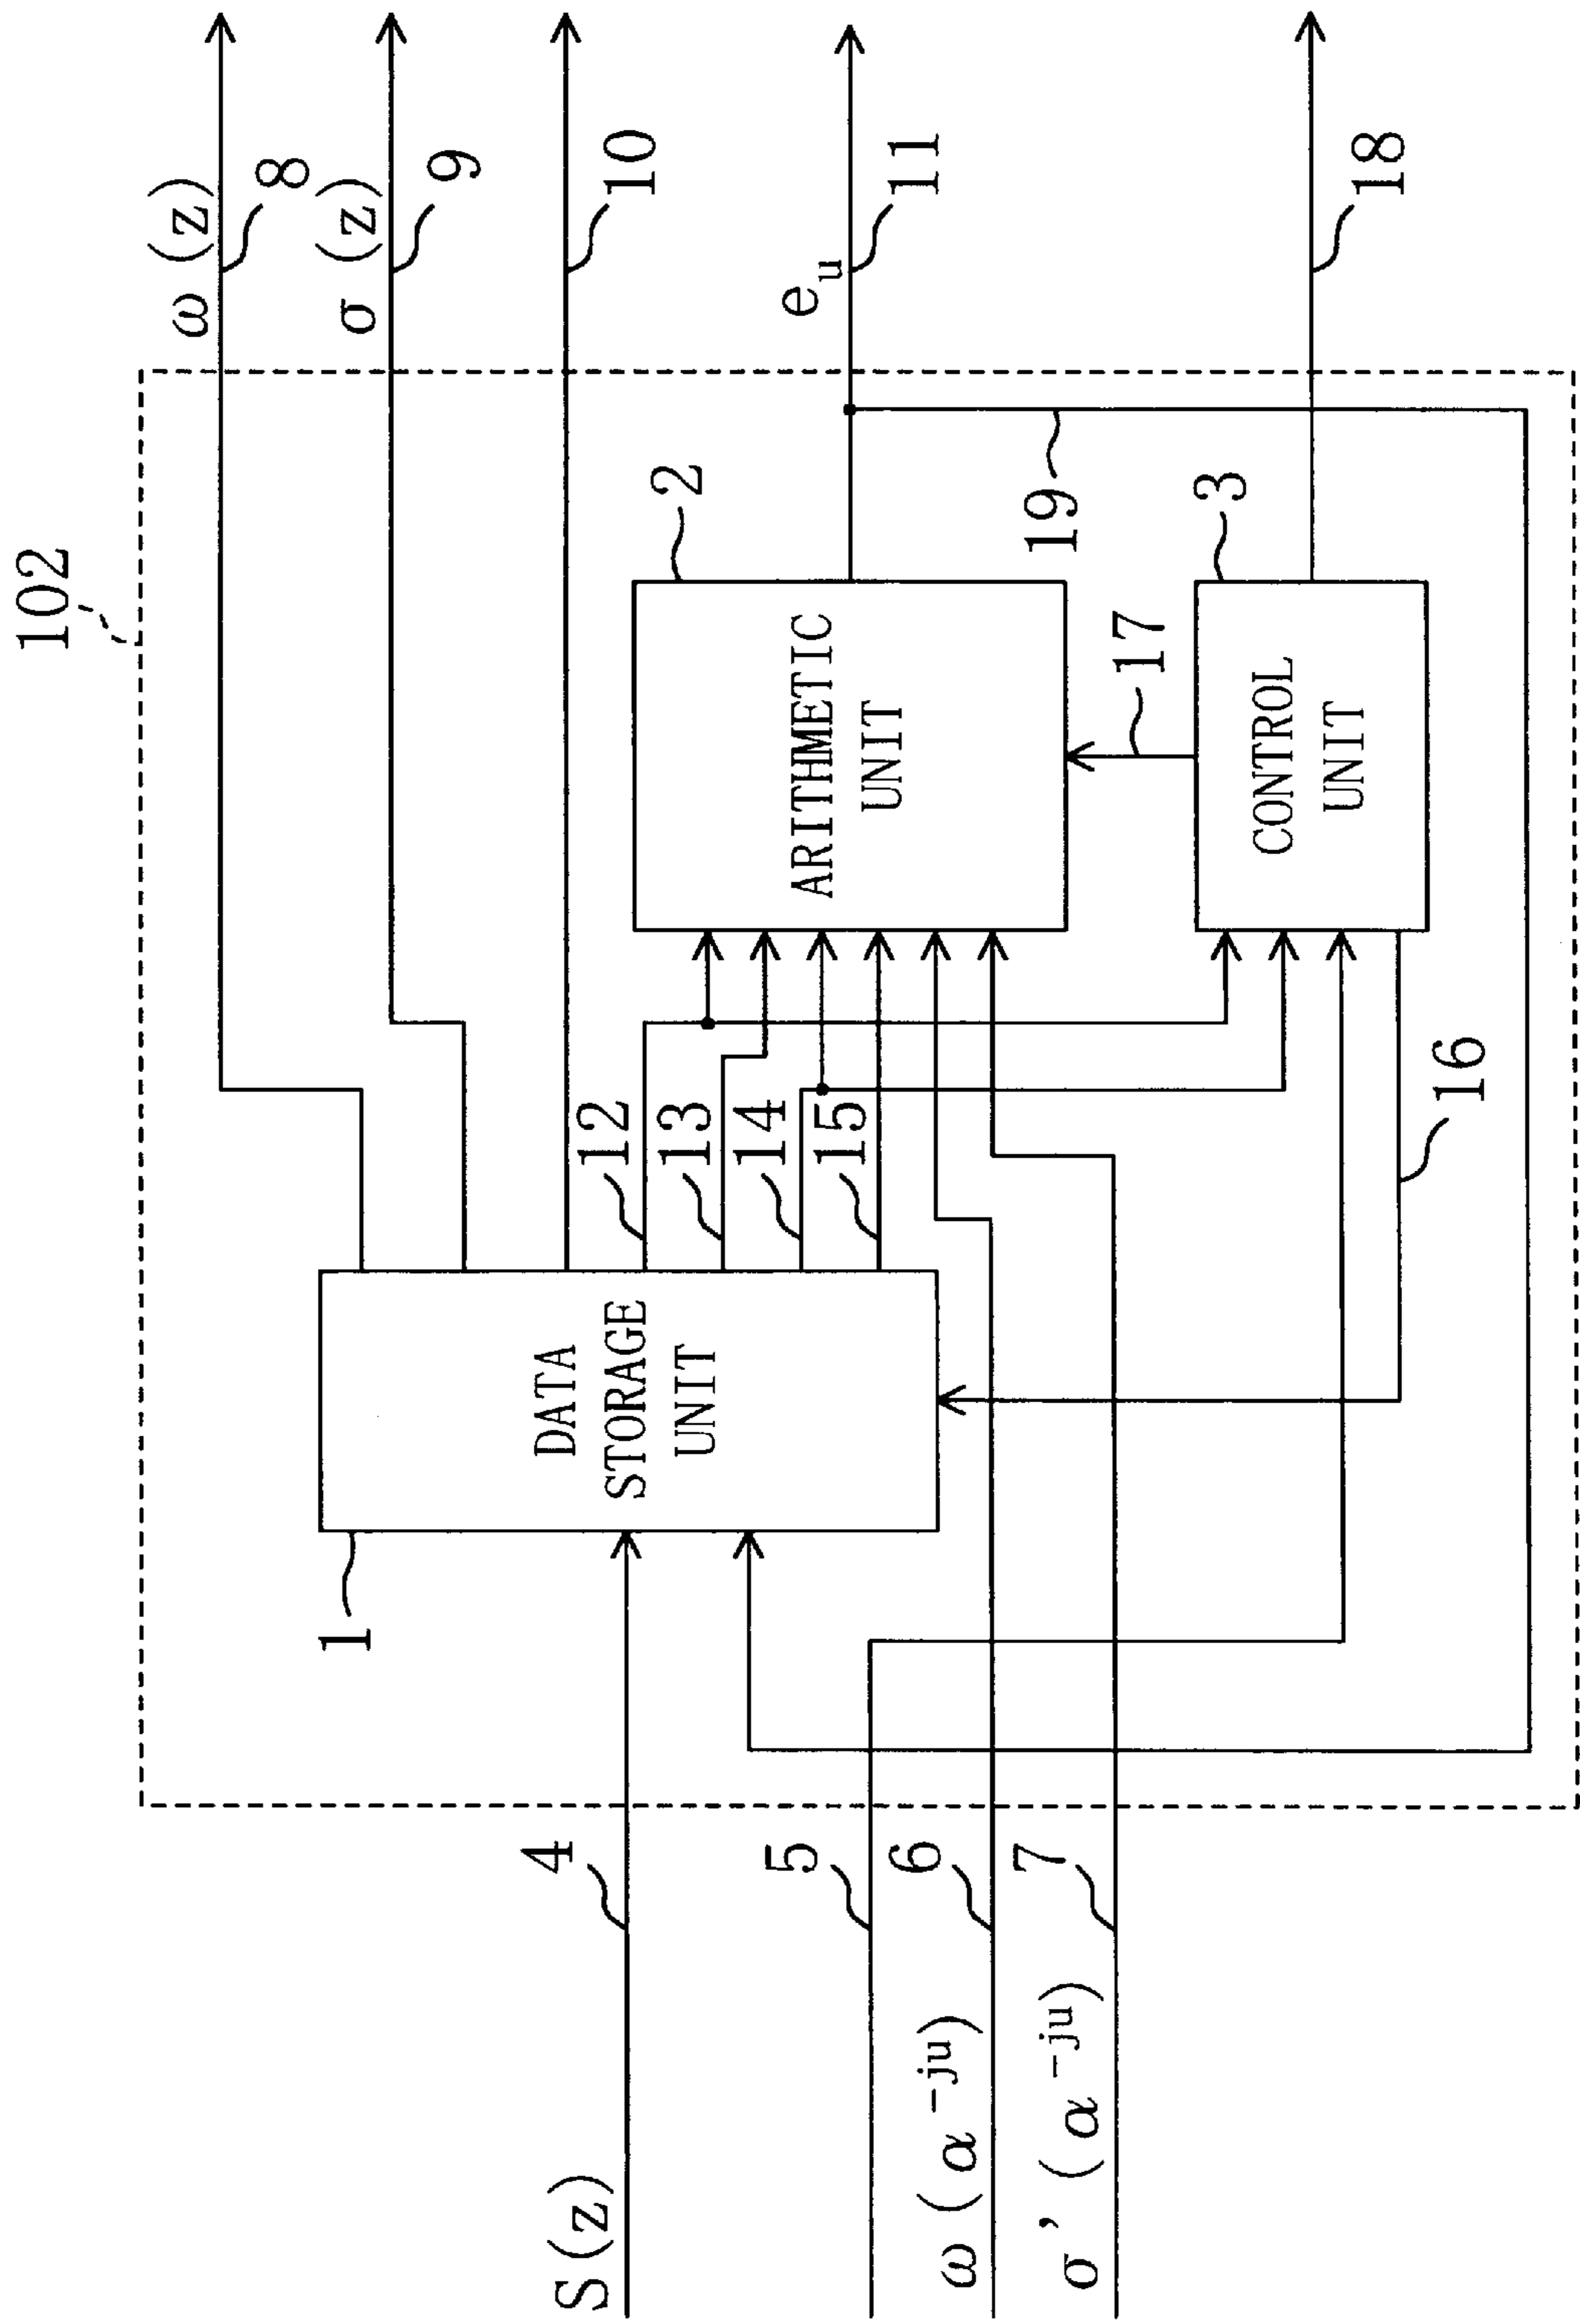 102
ω (z)
8
σ (z)
9
10
e_u
11
18
2
19
3
ARITHMETIC
UNIT
17
CONTROL
UNIT
12
13
14
15
16
DATA
STORAGE
UNIT
1
4
S(z)
5
6
ω (α^-ju)
7
σ' (α^-ju)